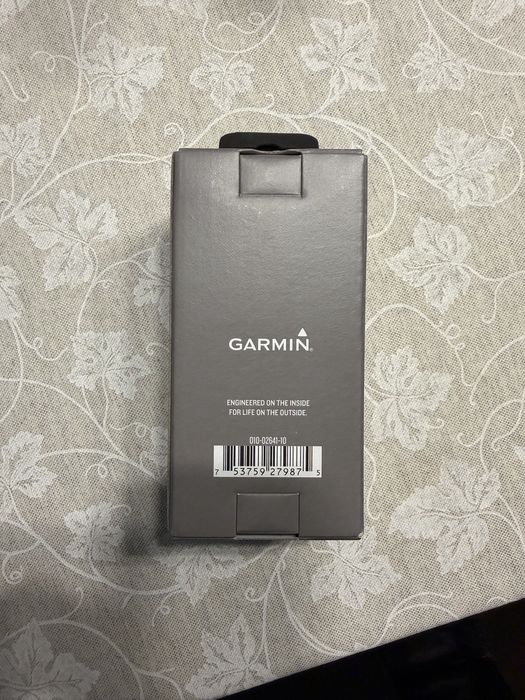 GARMIN®
ENGINEERED ON THE INSIDE
FOR LIFE ON THE OUTSIDE.
010-02641-10
7 53759 27987 5